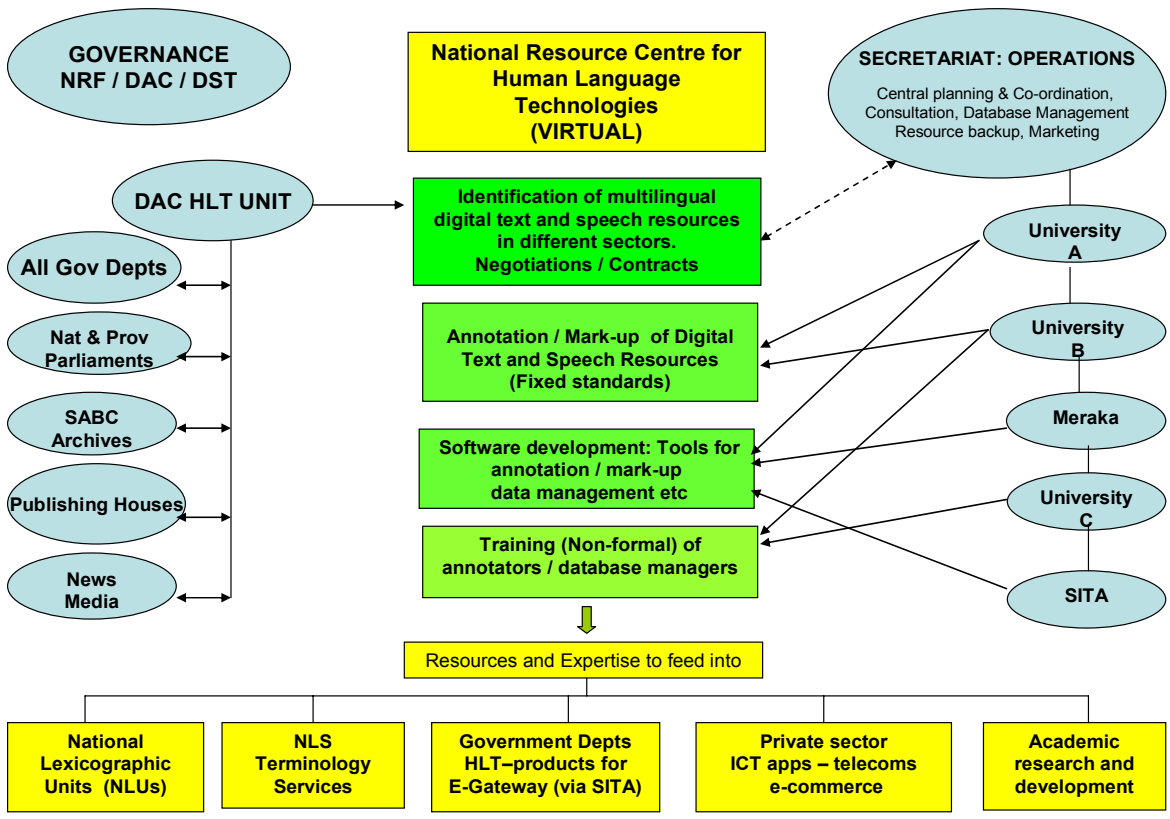 GOVERNANCE
NRF / DAC / DST
National Resource Centre for
Human Language
Technologies
(VIRTUAL)
SECRETARIAT: OPERATIONS
Central planning & Co-ordination,
Consultation, Database Management
Resource backup, Marketing
DAC HLT UNIT
Identification of multilingual
digital text and speech resources
in different sectors.
Negotiations / Contracts
University
A
All Gov Depts
Nat & Prov
Parliaments
Annotation / Mark-up of Digital
Text and Speech Resources
(Fixed standards)
University
B
SABC
Archives
Software development: Tools for
annotation / mark-up
data management etc
Meraka
Publishing Houses
University
C
Training (Non-formal) of
annotators / database managers
News
Media
SITA
Resources and Expertise to feed into
National
Lexicographic
Units (NLUs)
NLS
Terminology
Services
Government Depts
HLT–products for
E-Gateway (via SITA)
Private sector
ICT apps – telecoms
e-commerce
Academic
research and
development